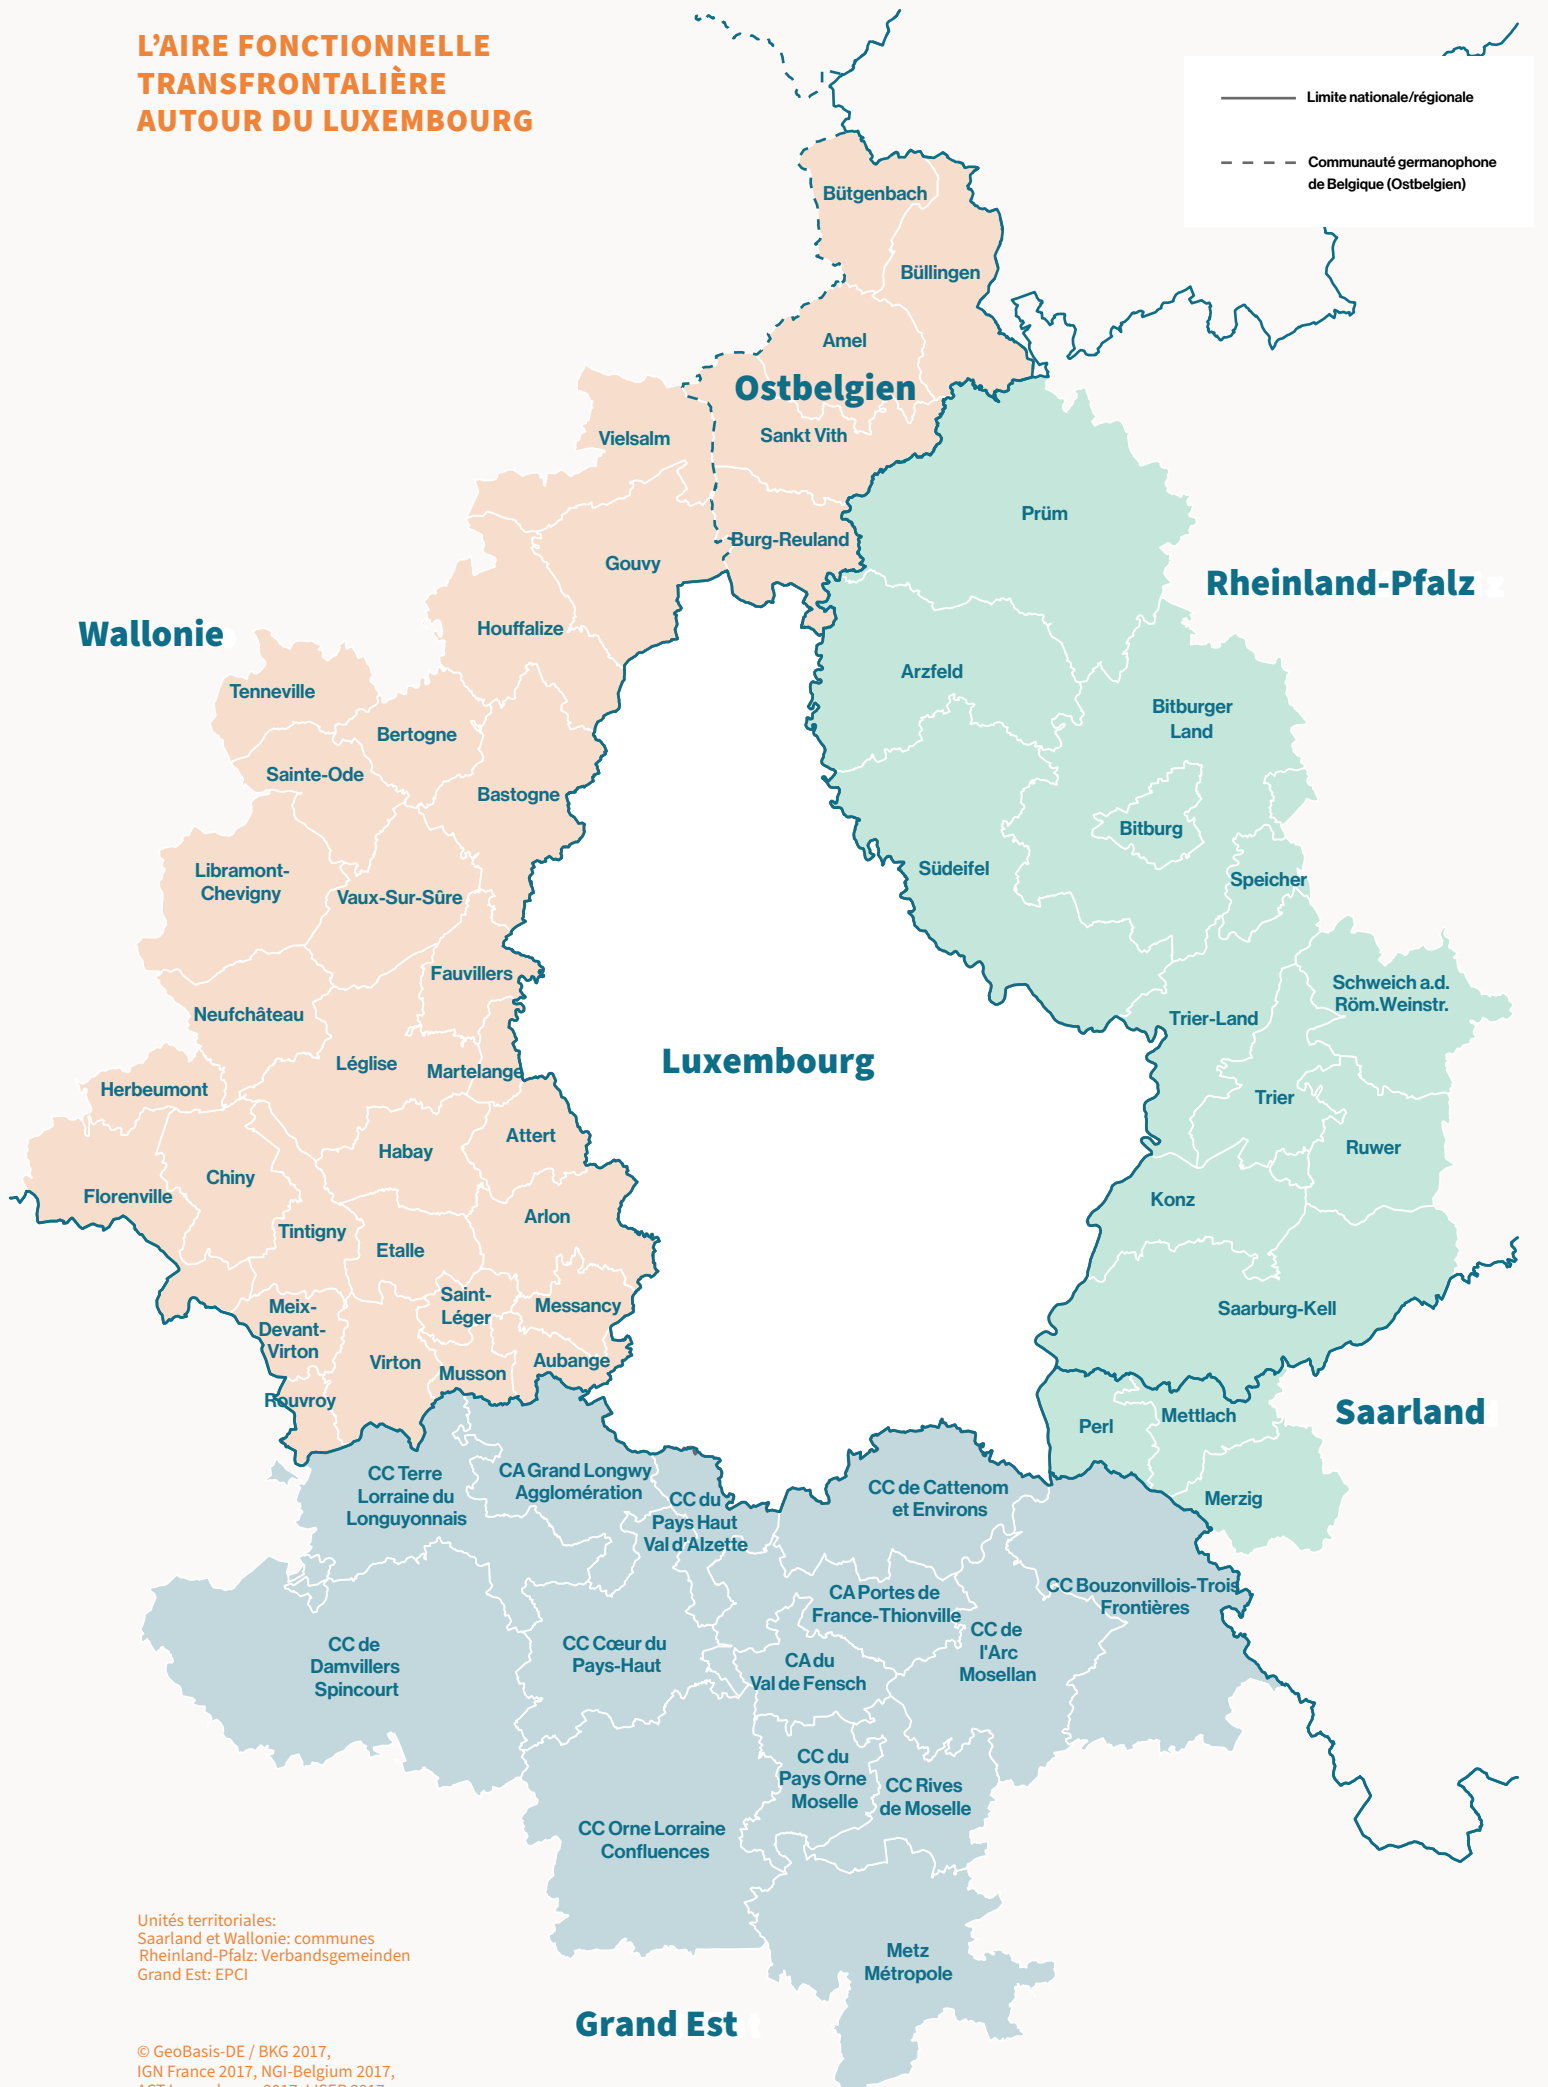 L'AIRE FONCTIONNELLE
TRANSFRONTALIÈRE
AUTOUR DU LUXEMBOURG
Limite nationale/régionale
Communauté germanophone
de Belgique (Ostbelgien)
Bütgenbach
Büllingen
Amel
Ostbelgien
Vielsalm
Sankt Vith
Prüm
Burg-Reuland
Gouvy
Rheinland-Pfalz
Wallonie
Houffalize
Arzfeld
Tenneville
Bitburger
Land
Bertogne
Sainte-Ode
Bastogne
Bitburg
Libramont-
Chevigny
Südeifel
Speicher
Vaux-Sur-Sûre
Fauvillers
Schweich a.d.
Röm.Weinstr.
Neufchâteau
Trier-Land
Luxembourg
Léglise
Martelange
Herbeumont
Trier
Attert
Habay
Ruwer
Chiny
Florenville
Konz
Arlon
Tintigny
Etalle
Saint-
Léger
Messancy
Meix-
Devant-
Virton
Saarburg-Kell
Virton
Musson
Aubange
Rouvroy
Saarland
Perl
Mettlach
CC Terre
Lorraine du
Longuyonnais
CA Grand Longwy
Agglomération
CC du
Pays Haut
Val d'Alzette
CC de Cattenom
et Environs
Merzig
CC Bouzonvillois-Trois
Frontières
CA Portes de
France-Thionville
CC de
l'Arc
Mosellan
CC de
Damvillers
Spincourt
CC Cœur du
Pays-Haut
CA du
Val de Fensch
CC du
Pays Orne
Moselle
CC Rives
de Moselle
CC Orne Lorraine
Confluences
Metz
Métropole
Grand Est
Unités territoriales:
Saarland et Wallonie: communes
Rheinland-Pfalz: Verbandsgemeinden
Grand Est: EPCI
© GeoBasis-DE / BKG 2017,
IGN France 2017, NGI-Belgium 2017,